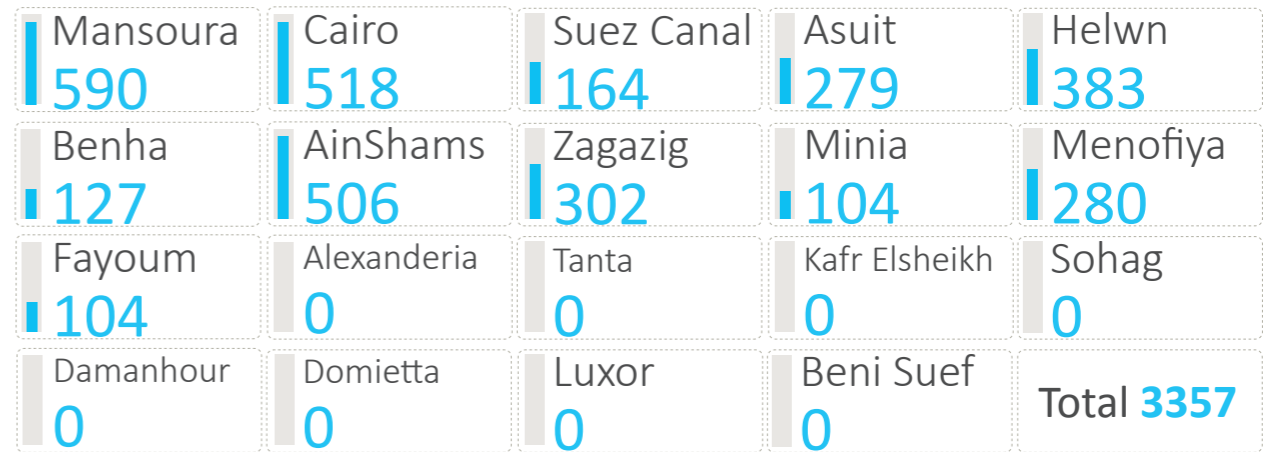 Mansoura
590
Cairo
518
Suez Canal
164
Asuit
279
Helwn
383
Benha
127
AinShams
506
Zagazig
302
Minia
104
Menofiya
280
Fayoum
104
Alexanderia
0
Tanta
0
Kafr Elsheikh
0
Sohag
0
Damanhour
0
Domietta
0
Luxor
0
Beni Suef
0
Total 3357